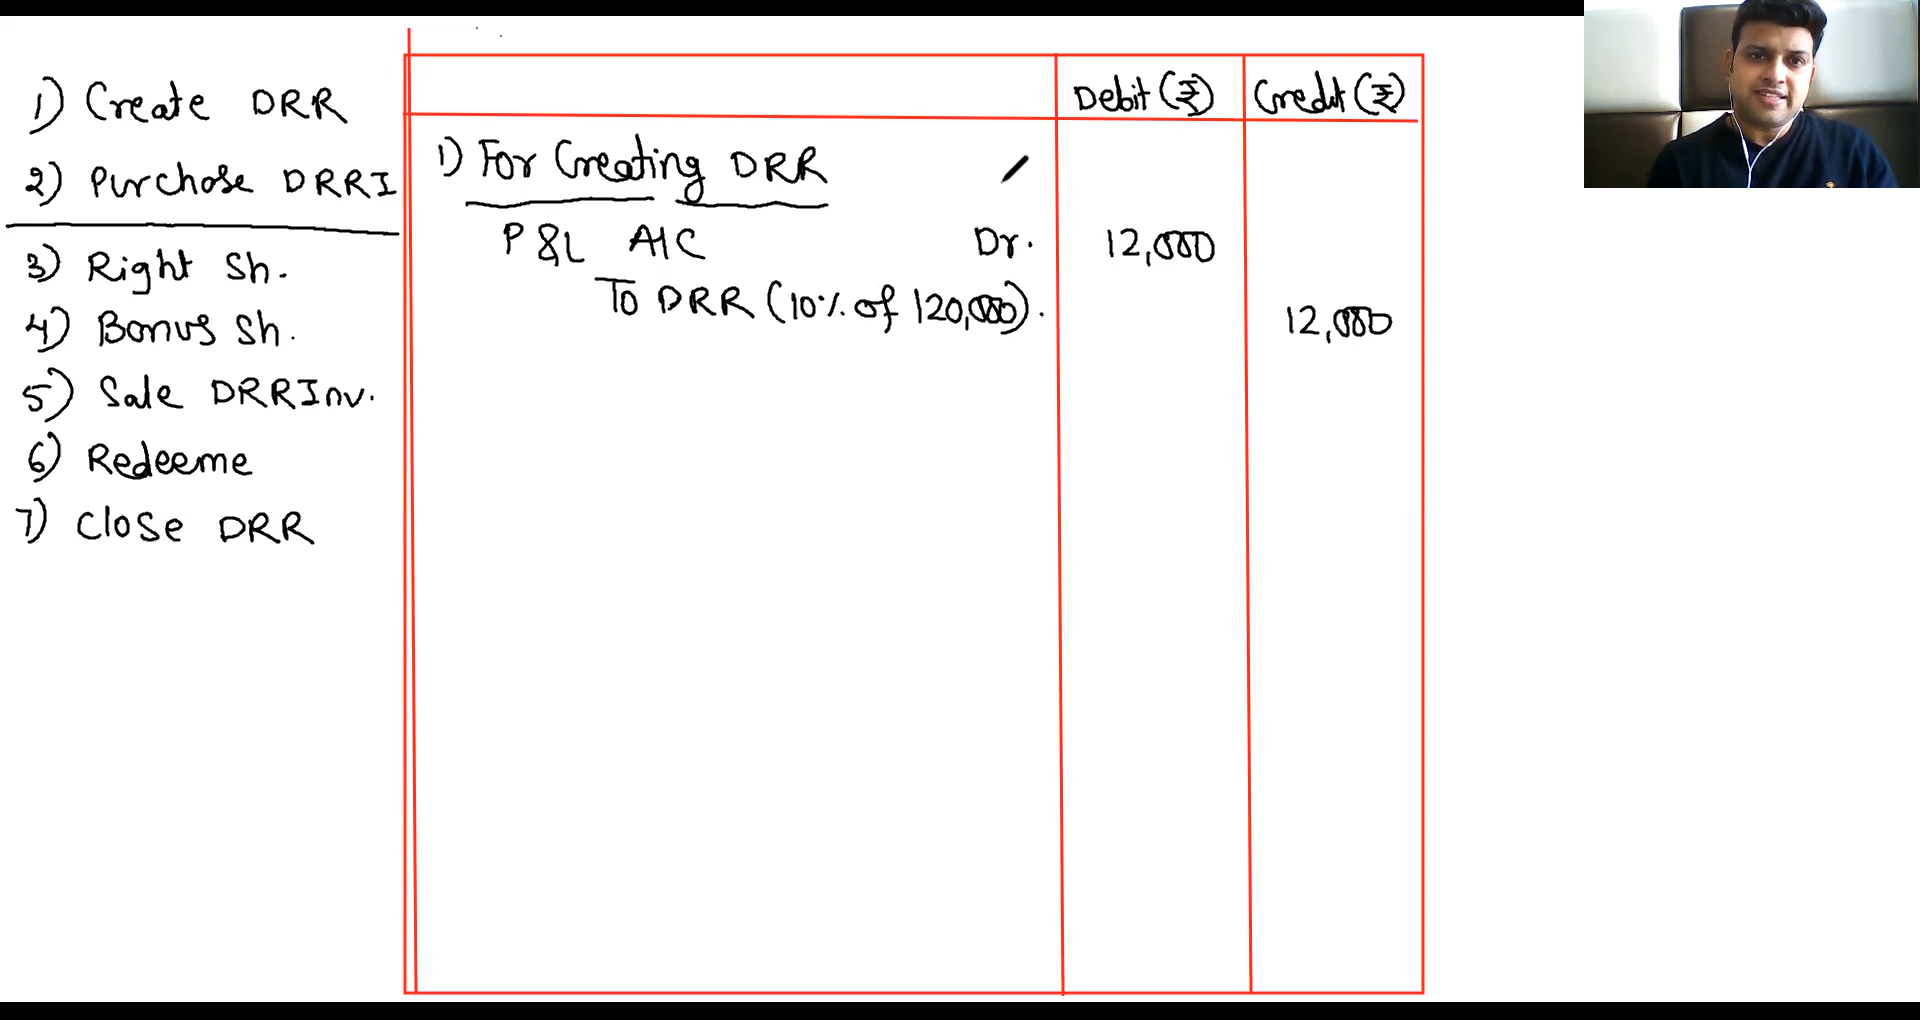 1) Create DRR
2) Purchase DRRI
3) Right Sh.
4) Bonus Sh.
5) Sale DRRInv.
6) Redeeme
7) Close DRR
Debit (₹) Credit (₹)
1) For Creating DRR
P & L A/C Dr. 12,000
To DRR (10% of 120,000). 12,000